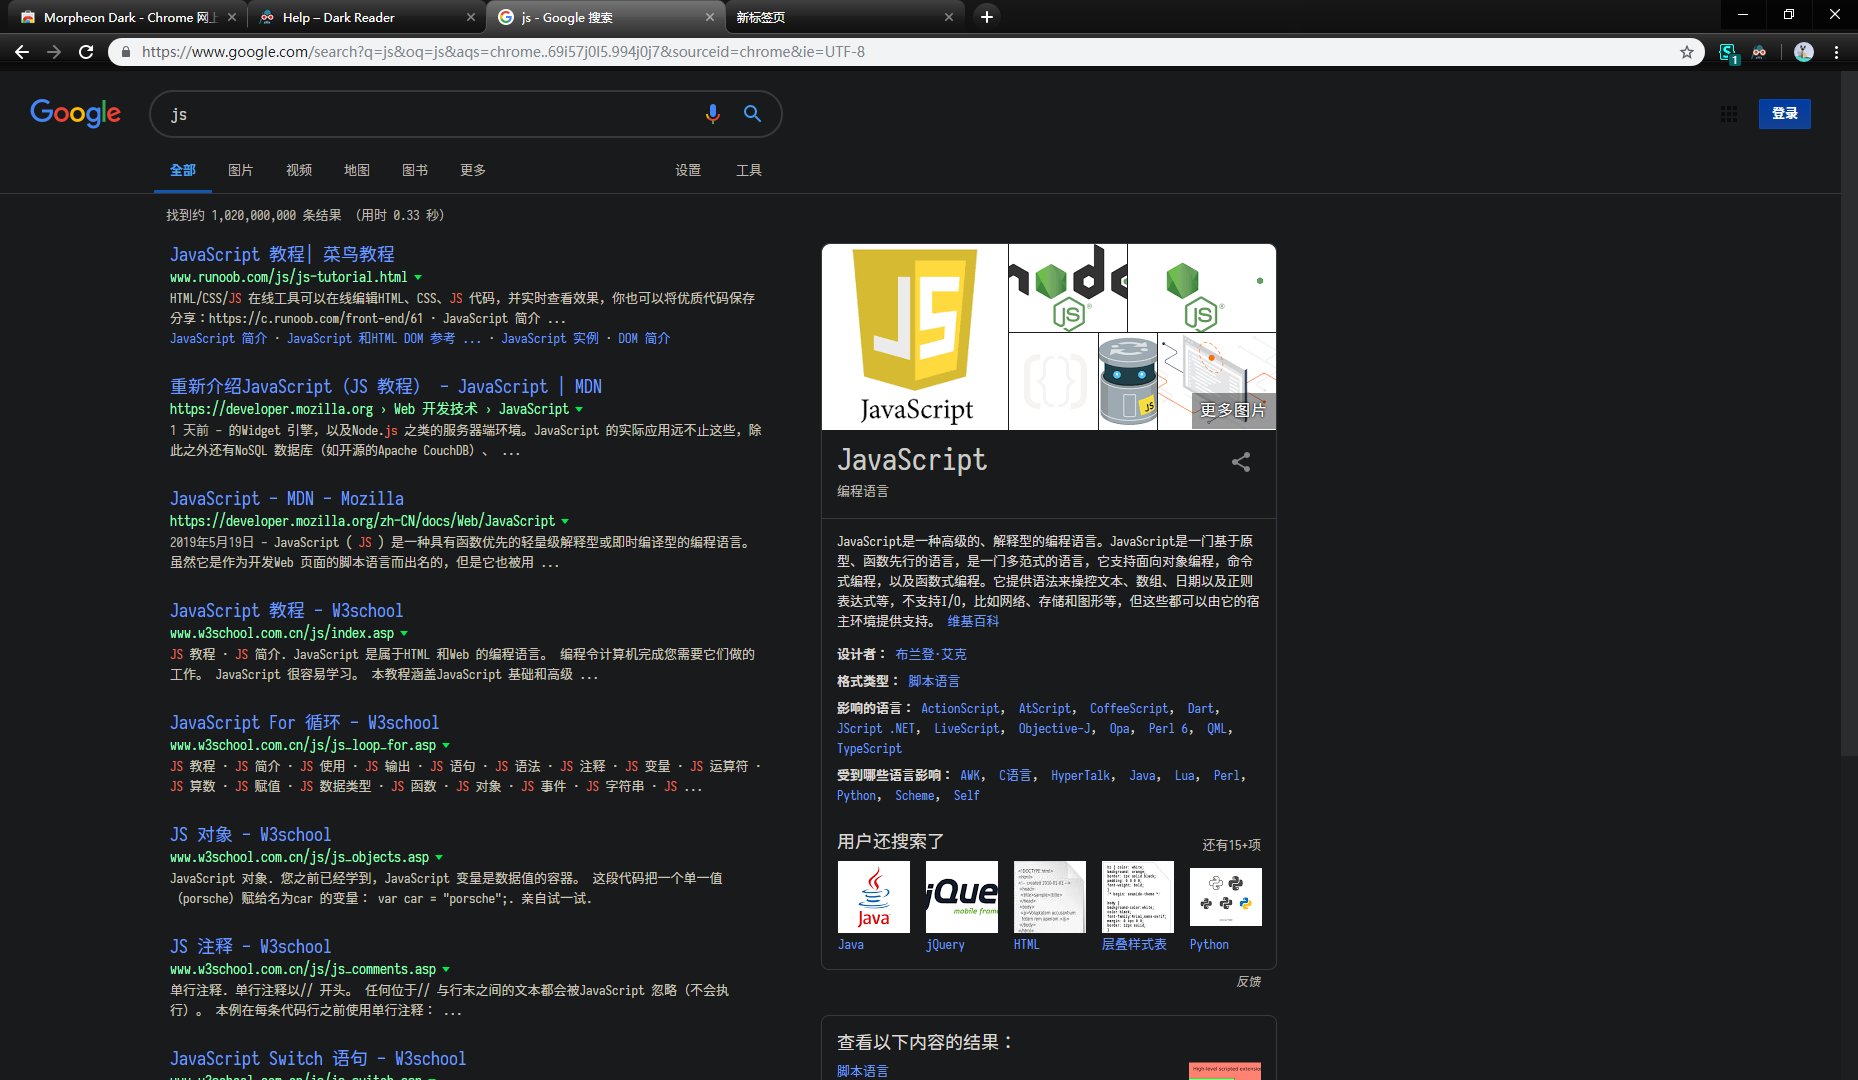 Morpheon Dark - Chrome 网上
Help – Dark Reader
js - Google 搜索
新标签页
https://www.google.com/search?q=js&oq=js&aqs=chrome..69i57j0l5.994j0j7&sourceid=chrome&ie=UTF-8
1
Google
js
登录
全部 图片 视频 地图 图书 更多 设置 工具
找到约 1,020,000,000 条结果 （用时 0.33 秒）
JavaScript 教程| 菜鸟教程
www.runoob.com/js/js-tutorial.html
HTML/CSS/JS 在线工具可以在线编辑HTML、CSS、JS 代码，并实时查看效果，你也可以将优质代码保存
分享：https://c.runoob.com/front-end/61 · JavaScript 简介 ...
JavaScript 简介 · JavaScript 和HTML DOM 参考 ... · JavaScript 实例 · DOM 简介
重新介绍JavaScript（JS 教程） - JavaScript | MDN
https://developer.mozilla.org › Web 开发技术 › JavaScript
1 天前 - 的Widget 引擎，以及Node.js 之类的服务器端环境。JavaScript 的实际应用远不止这些，除
此之外还有NoSQL 数据库（如开源的Apache CouchDB）、 ...
JavaScript - MDN - Mozilla
https://developer.mozilla.org/zh-CN/docs/Web/JavaScript
2019年5月19日 - JavaScript ( JS ) 是一种具有函数优先的轻量级解释型或即时编译型的编程语言。
虽然它是作为开发Web 页面的脚本语言而出名的，但是它也被用 ...
JavaScript 教程 - W3school
www.w3school.com.cn/js/index.asp
JS 教程 · JS 简介. JavaScript 是属于HTML 和Web 的编程语言。 编程令计算机完成您需要它们做的
工作。 JavaScript 很容易学习。 本教程涵盖JavaScript 基础和高级 ...
JavaScript For 循环 - W3school
www.w3school.com.cn/js/js_loop_for.asp
JS 教程 · JS 简介 · JS 使用 · JS 输出 · JS 语句 · JS 语法 · JS 注释 · JS 变量 · JS 运算符 ·
JS 算数 · JS 赋值 · JS 数据类型 · JS 函数 · JS 对象 · JS 事件 · JS 字符串 · JS ...
JS 对象 - W3school
www.w3school.com.cn/js/js_objects.asp
JavaScript 对象. 您之前已经学到，JavaScript 变量是数据值的容器。 这段代码把一个单一值
（porsche）赋给名为car 的变量： var car = "porsche";. 亲自试一试.
JS 注释 - W3school
www.w3school.com.cn/js/js_comments.asp
单行注释. 单行注释以// 开头。 任何位于// 与行末之间的文本都会被JavaScript 忽略（不会执
行）。 本例在每条代码行之前使用单行注释： ...
JavaScript Switch 语句 - W3school
JS
JavaScript
node
JS
JS
{}
JS
更多图片
JavaScript
编程语言
JavaScript是一种高级的、解释型的编程语言。JavaScript是一门基于原
型、函数先行的语言，是一门多范式的语言，它支持面向对象编程，命令
式编程，以及函数式编程。它提供语法来操控文本、数组、日期以及正则
表达式等，不支持I/O，比如网络、存储和图形等，但这些都可以由它的宿
主环境提供支持。 维基百科
设计者： 布兰登·艾克
格式类型： 脚本语言
影响的语言： ActionScript， AtScript， CoffeeScript， Dart，
JScript .NET， LiveScript， Objective-J， Opa， Perl 6， QML，
TypeScript
受到哪些语言影响： AWK， C语言， HyperTalk， Java， Lua， Perl，
Python， Scheme， Self
用户还搜索了
还有15+项
Java
jQue
mobile fram
Java jQuery HTML 层叠样式表 Python
反馈
查看以下内容的结果：
脚本语言
High-level scripted extension